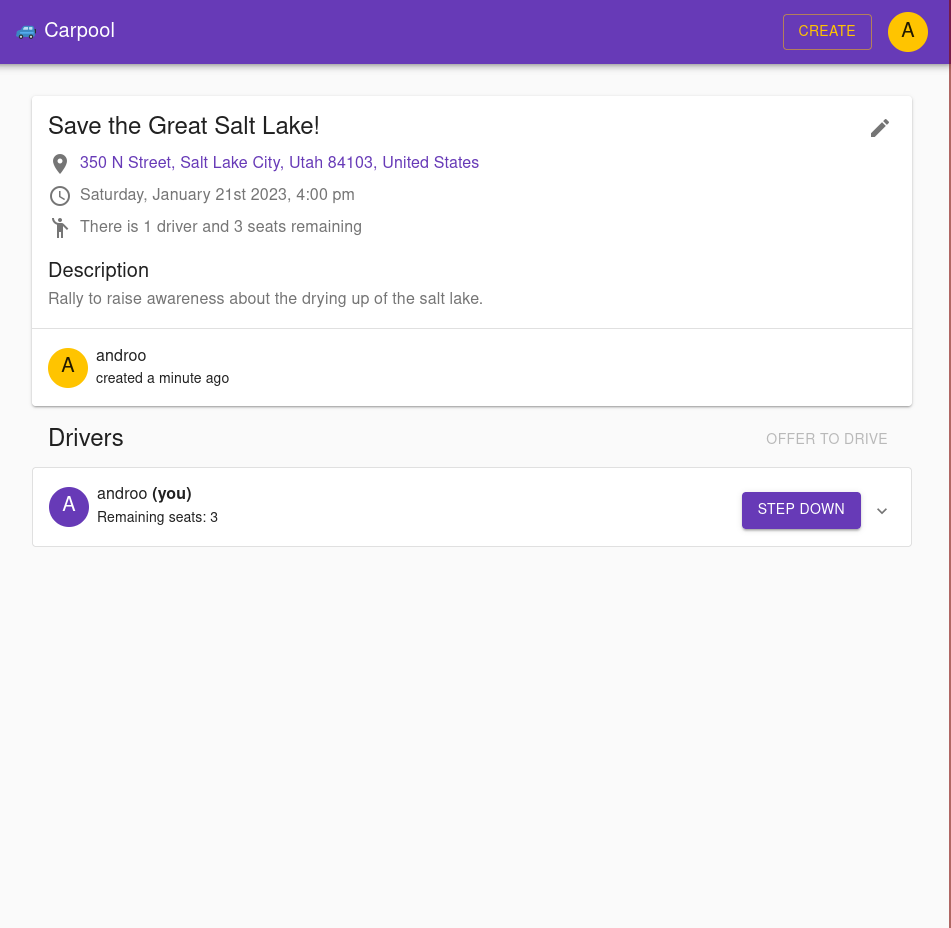 Carpool
CREATE
A
Save the Great Salt Lake!
350 N Street, Salt Lake City, Utah 84103, United States
Saturday, January 21st 2023, 4:00 pm
There is 1 driver and 3 seats remaining
Description
Rally to raise awareness about the drying up of the salt lake.
A
androo
created a minute ago
Drivers
OFFER TO DRIVE
A
androo (you)
Remaining seats: 3
STEP DOWN